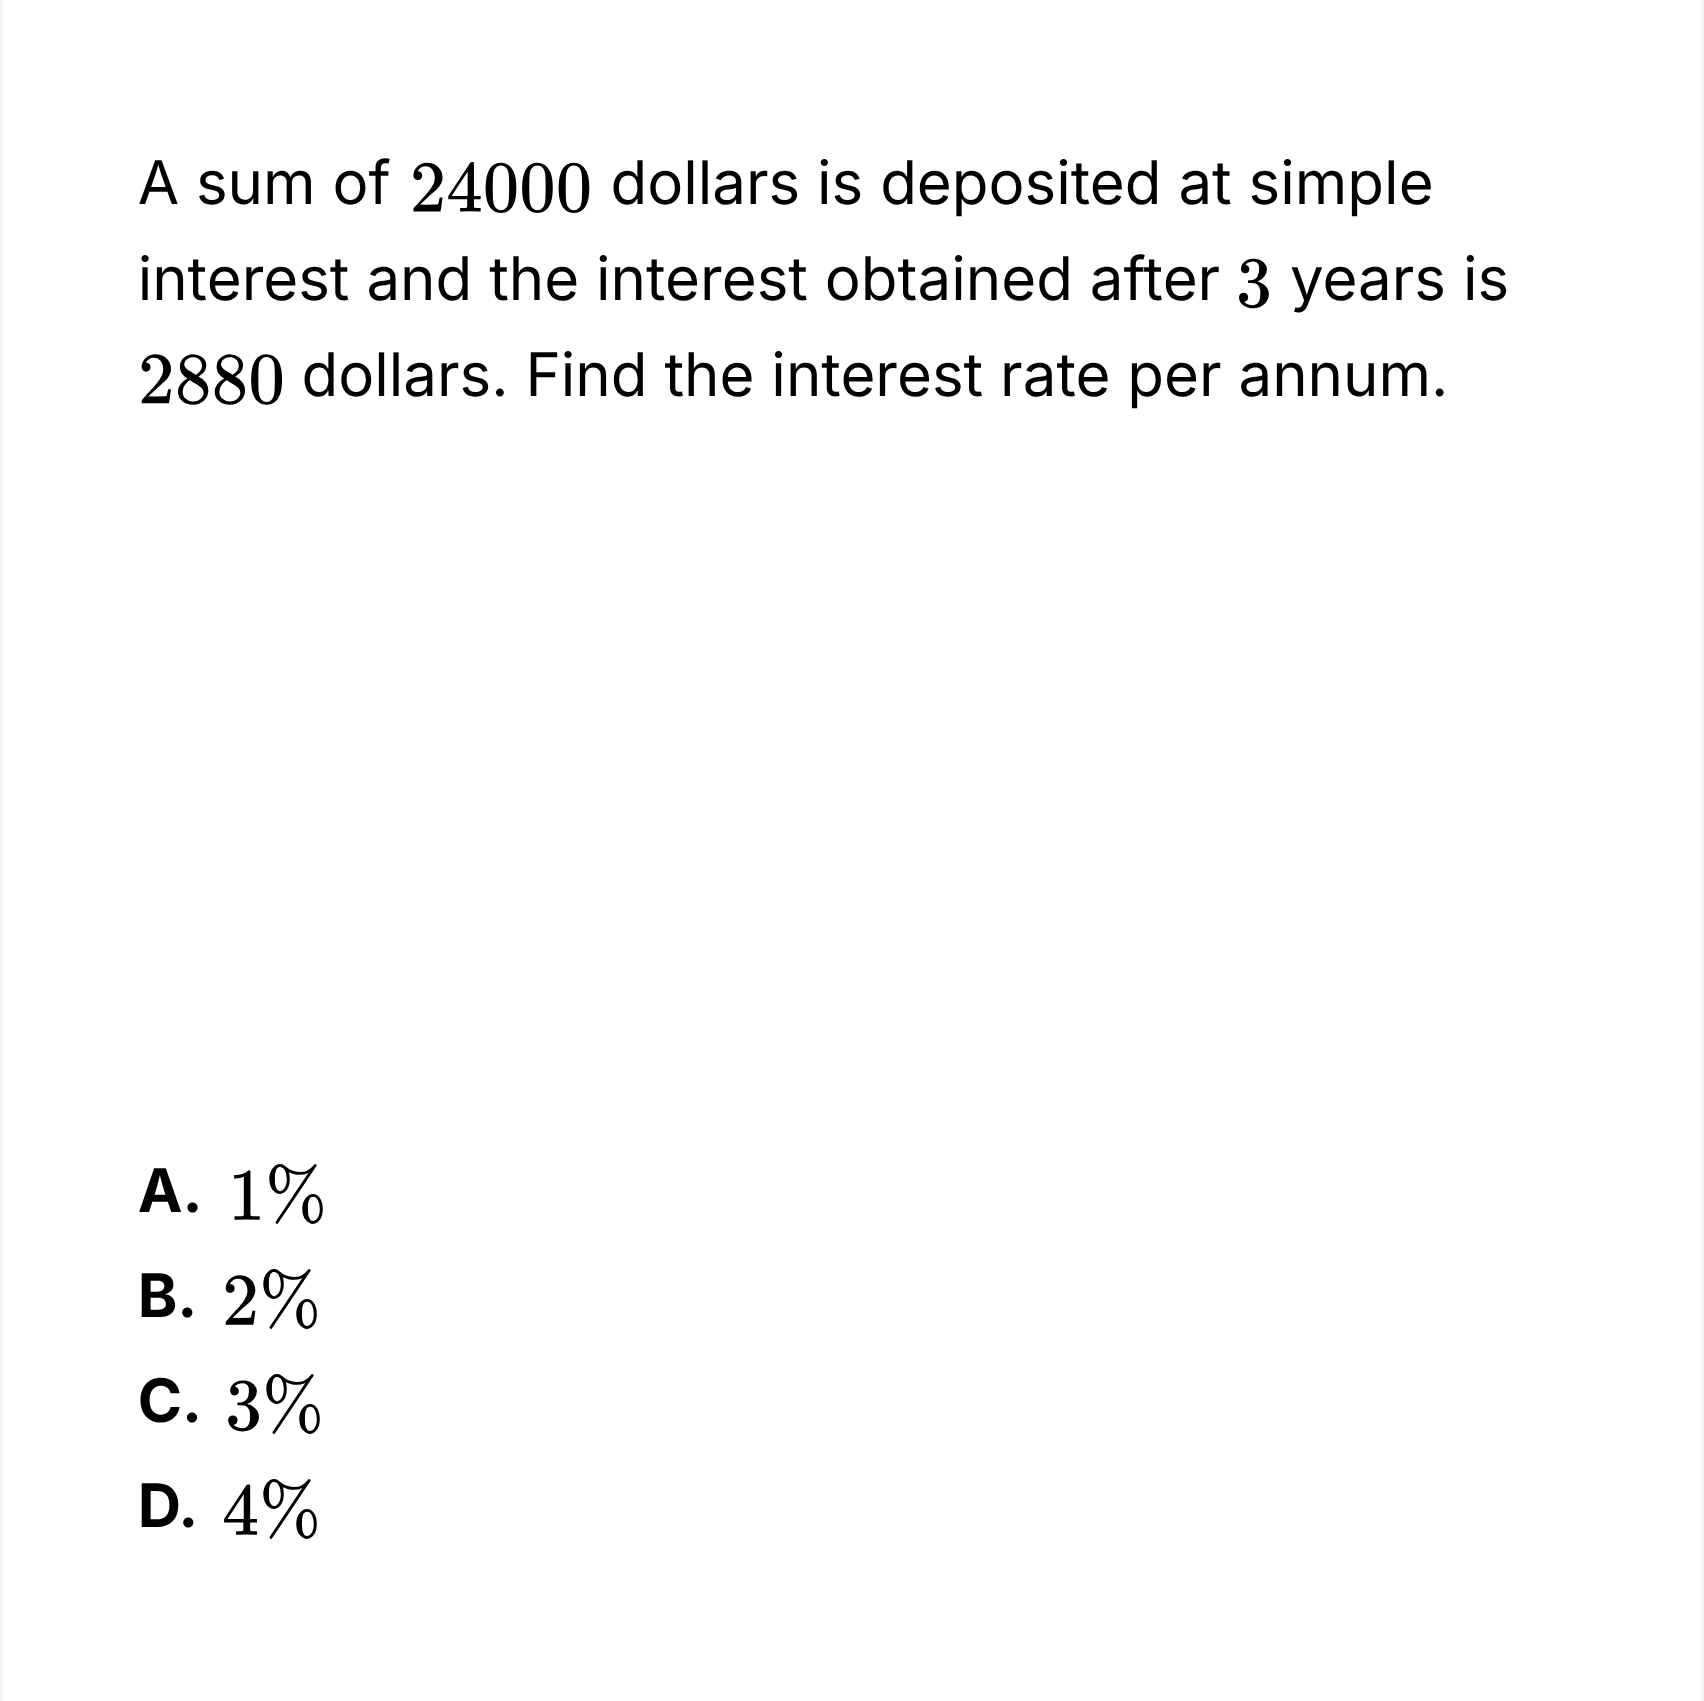 A sum of 24000 dollars is deposited at simple
interest and the interest obtained after 3 years is
2880 dollars. Find the interest rate per annum.
A. 1%
B. 2%
C. 3%
D. 4%